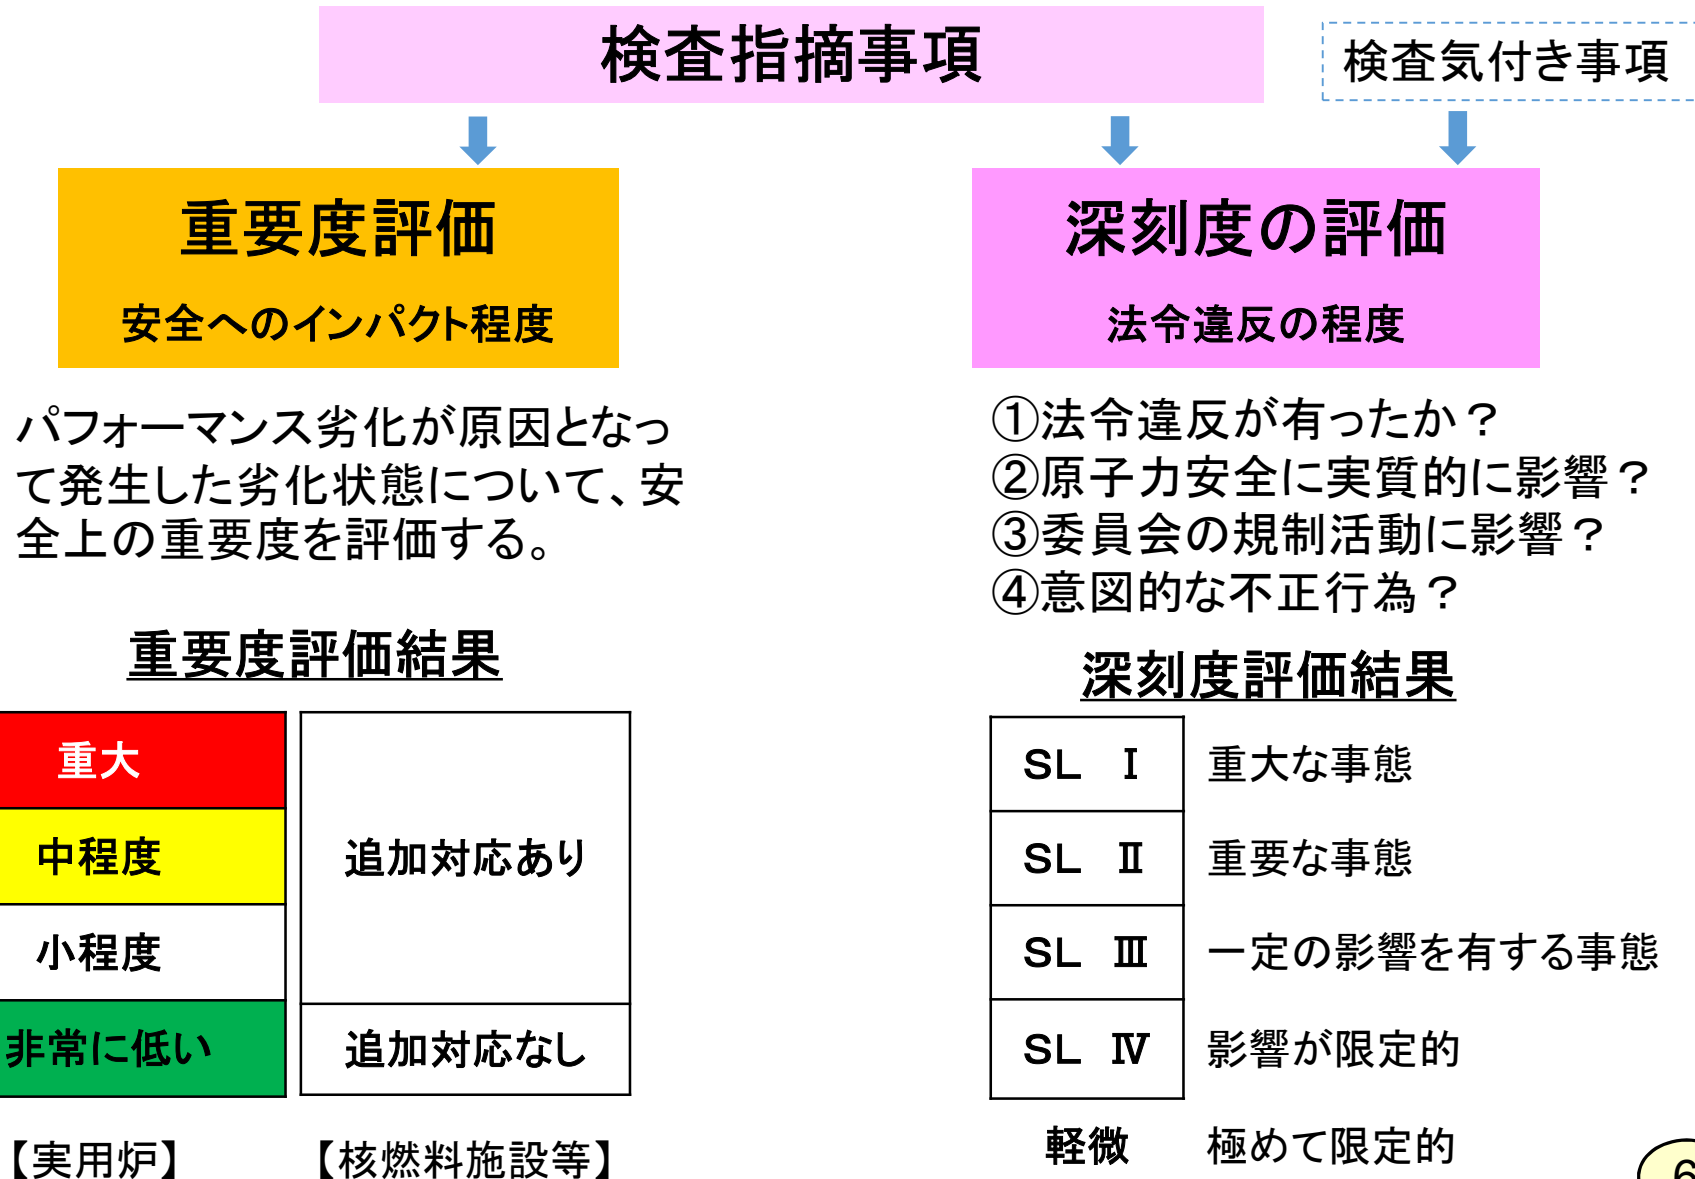 検査指摘事項
検査気付き事項
重要度評価
安全へのインパクト程度
深刻度の評価
法令違反の程度
パフォーマンス劣化が原因となっ
て発生した劣化状態について、安
全上の重要度を評価する。
①法令違反が有ったか？
②原子力安全に実質的に影響？
③委員会の規制活動に影響？
④意図的な不正行為？
重要度評価結果
重大
中程度
小程度
非常に低い
追加対応あり
追加対応なし
【実用炉】
【核燃料施設等】
深刻度評価結果
ＳＬ Ⅰ 重大な事態
ＳＬ Ⅱ 重要な事態
ＳＬ Ⅲ 一定の影響を有する事態
ＳＬ Ⅳ 影響が限定的
軽微 極めて限定的
6